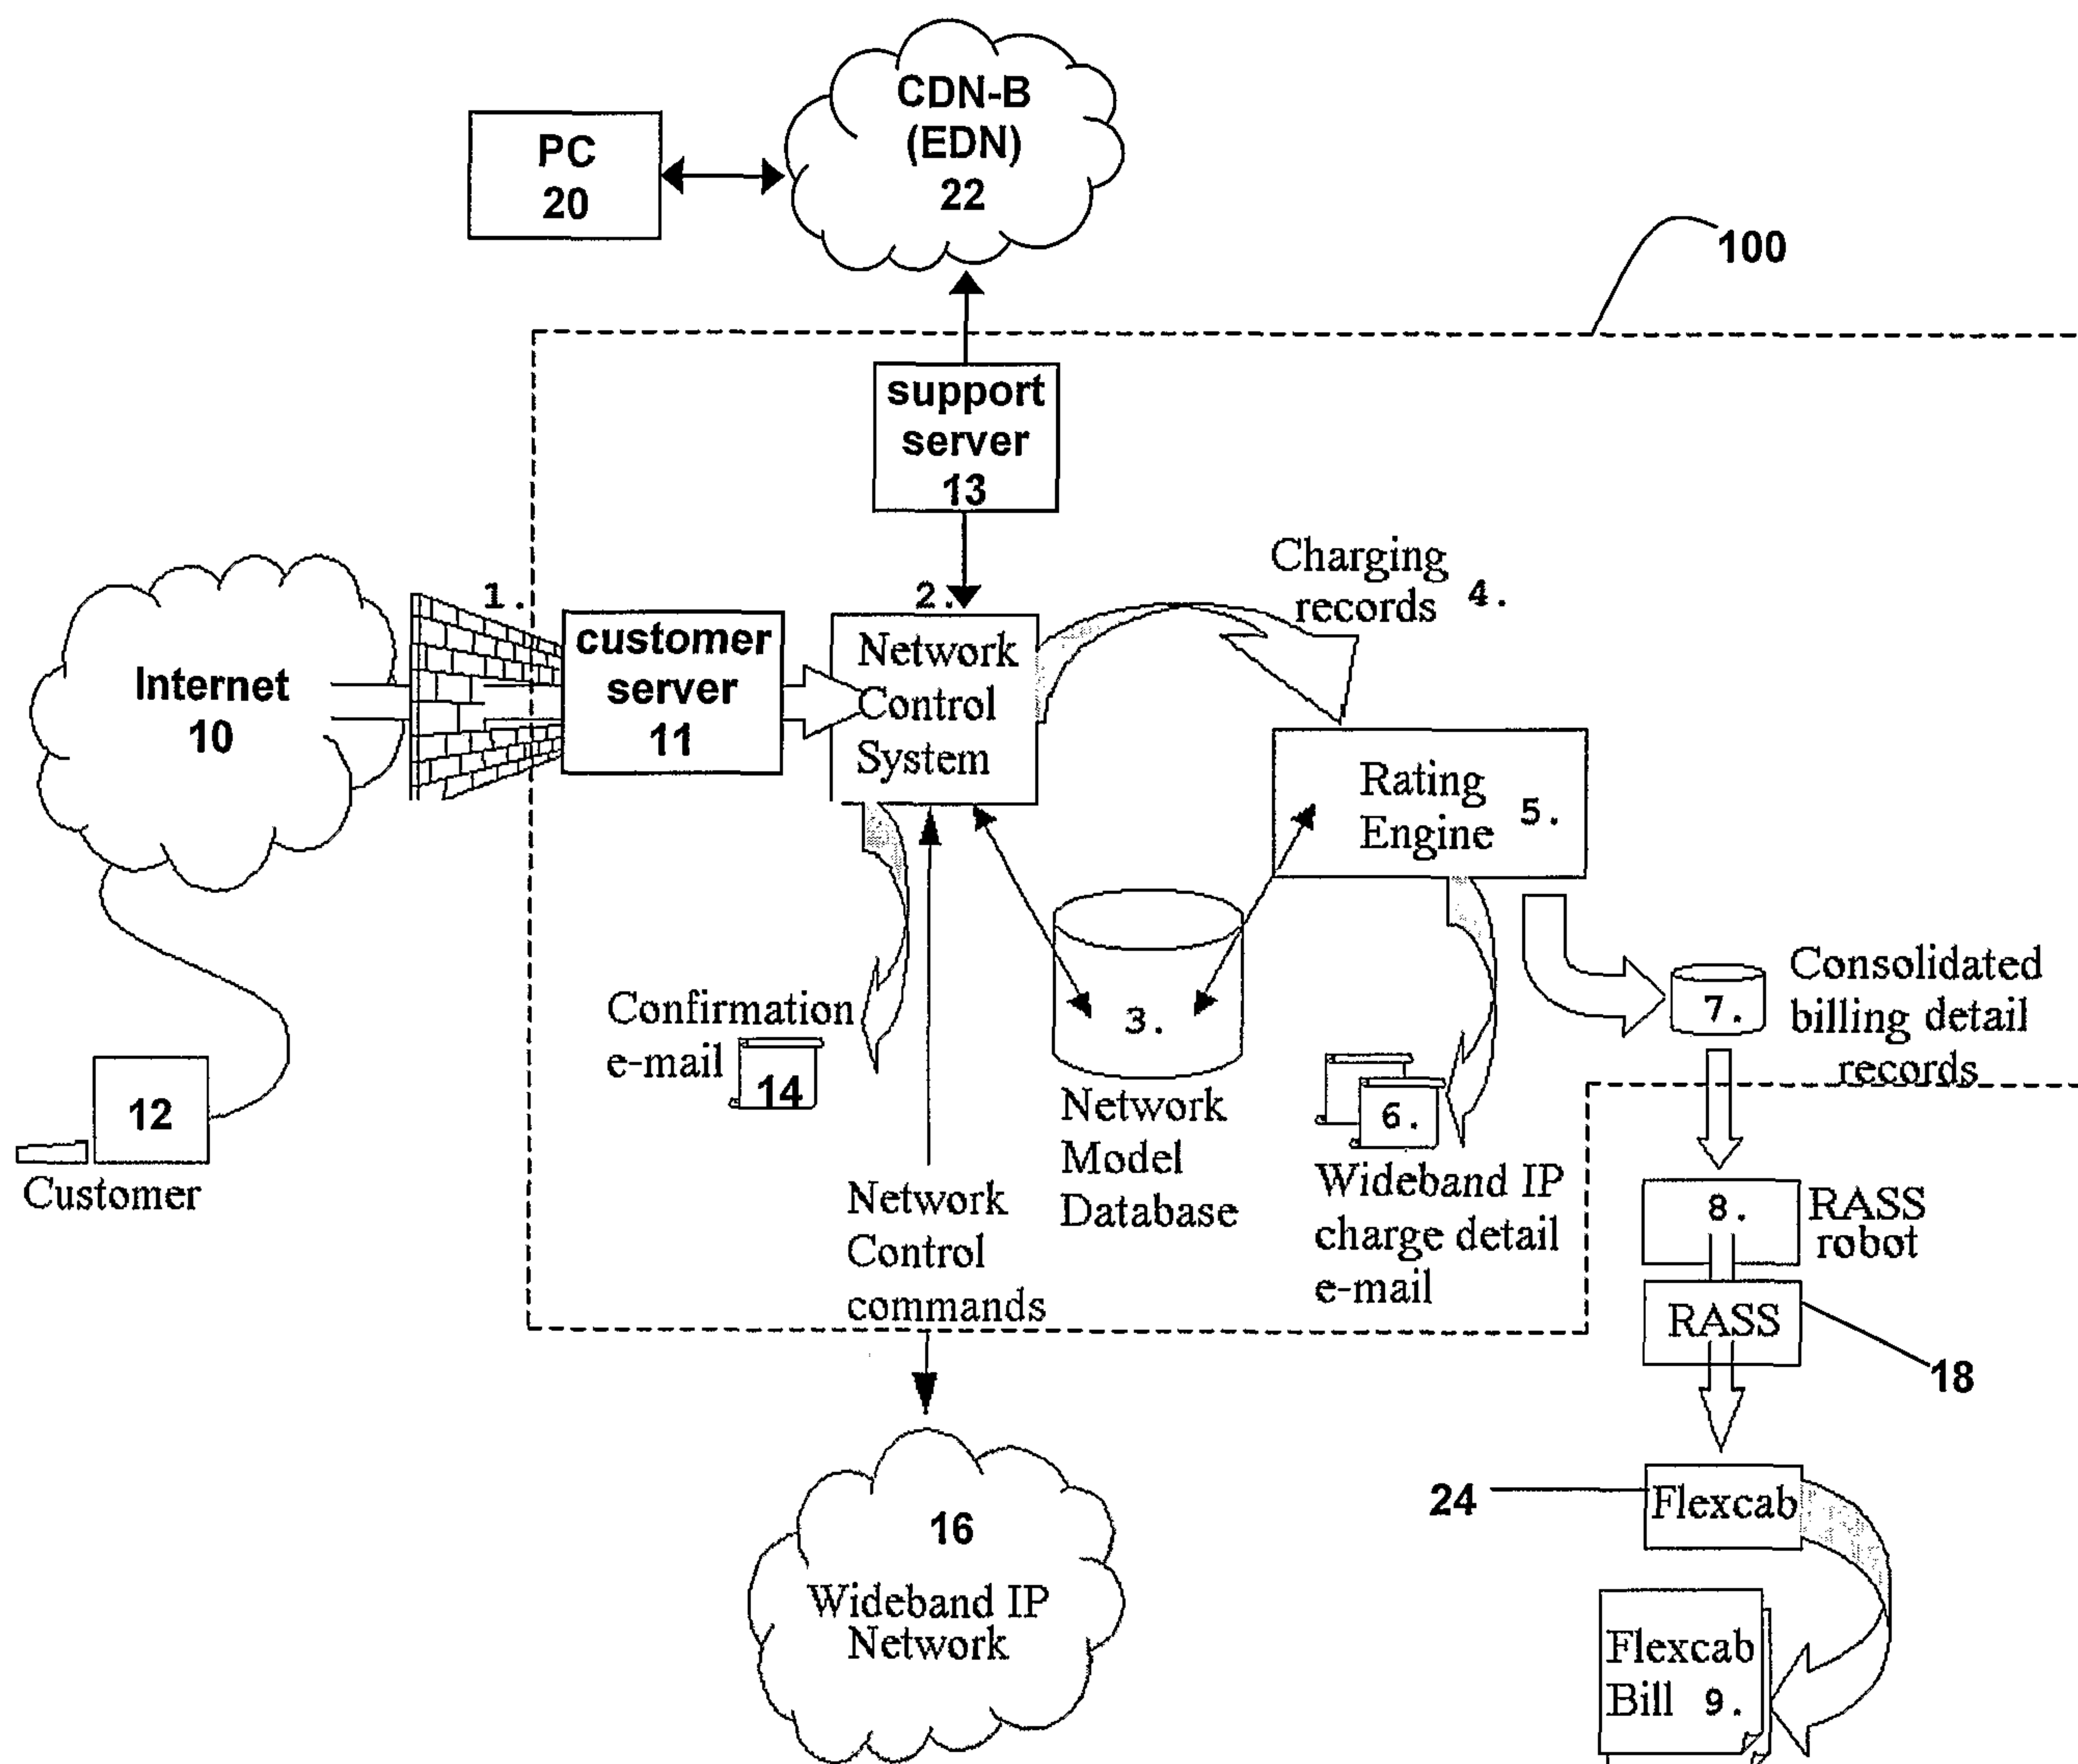 CDN-B
(EDN)
22
PC
20
100
support
server
13
Charging
records 4.
1.
2.
customer
server
11
Network
Control
System
Internet
10
Rating
Engine 5.
Consolidated
billing detail
records
7.
3.
Confirmation
e-mail 14
12
Customer
Network
Model
Database
6.
Wideband IP
charge detail
e-mail
Network
Control
commands
8.
RASS
robot
RASS
18
24
Flexcab
16
Wideband IP
Network
Flexcab
Bill 9.